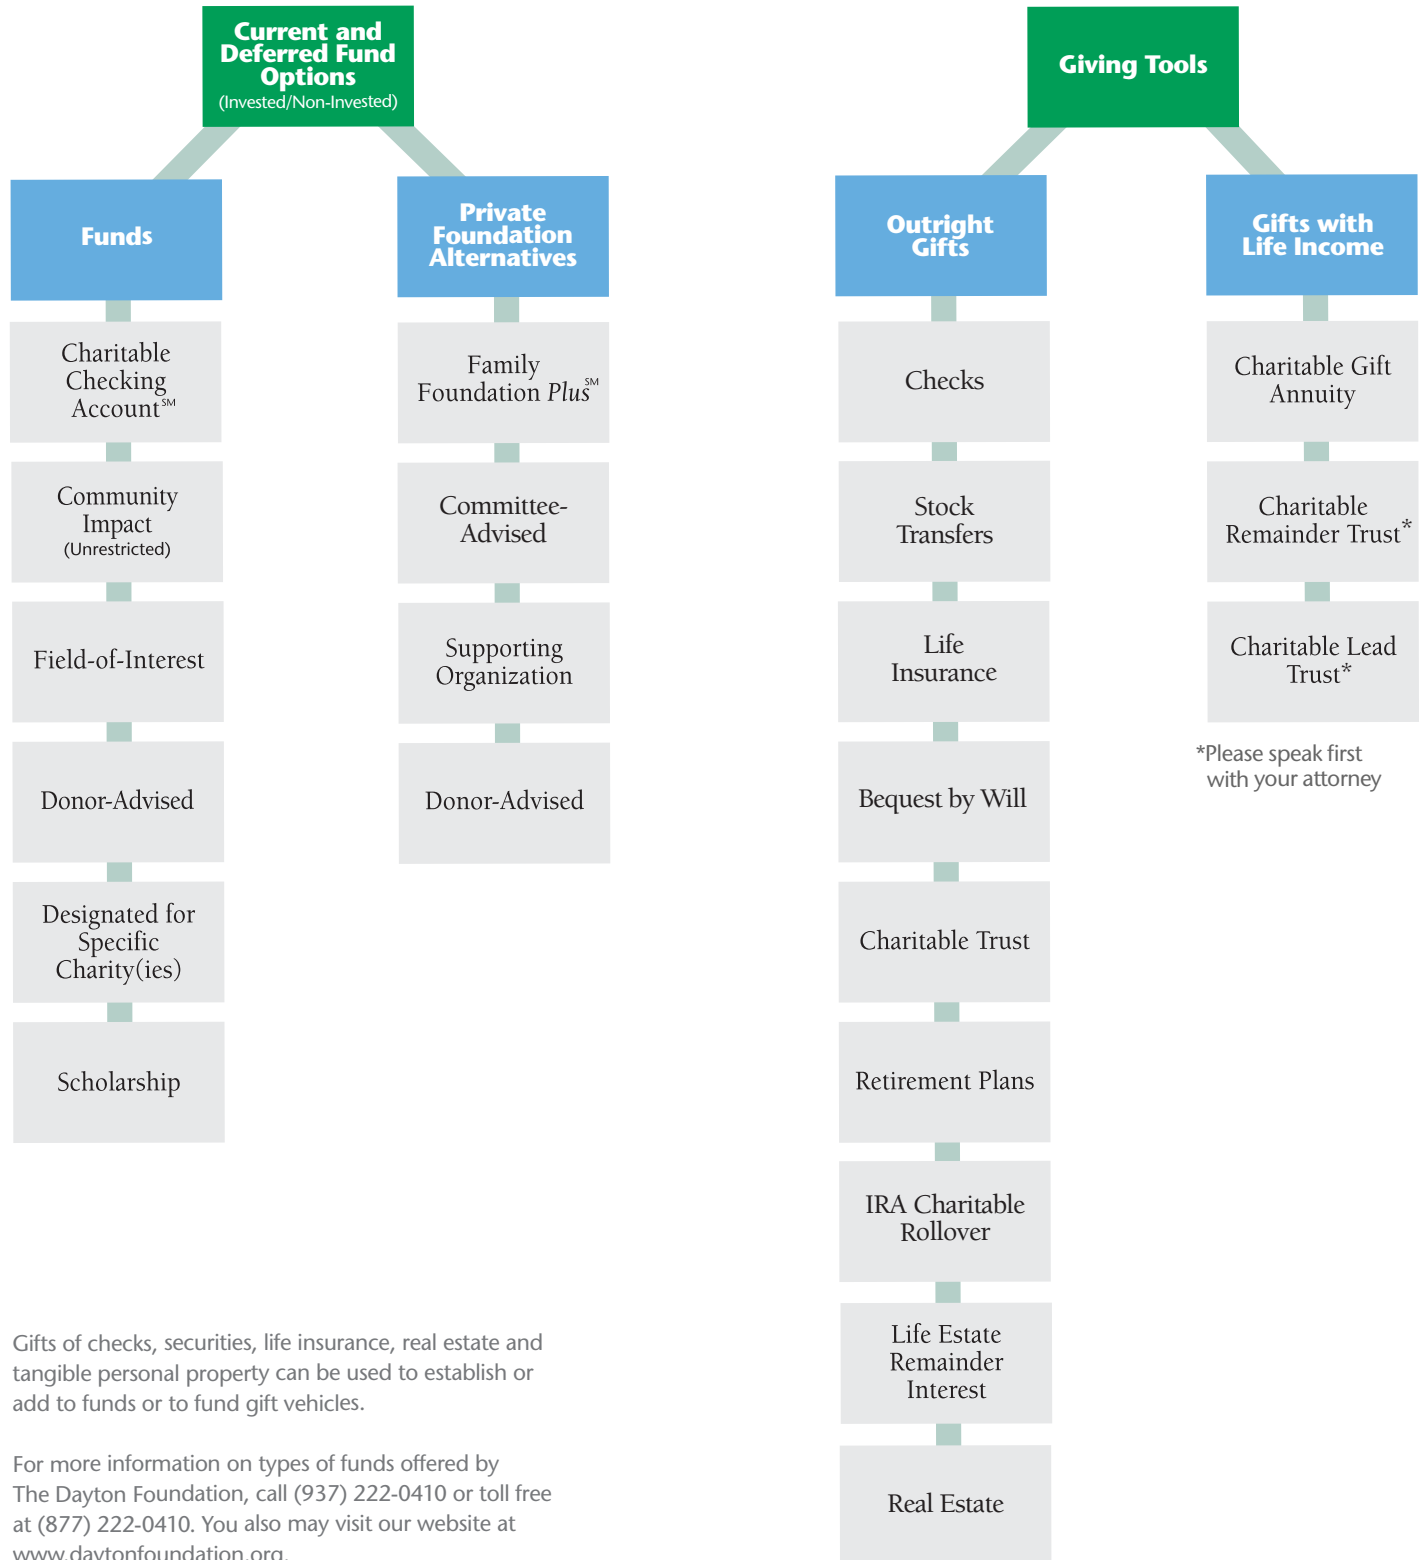 Current and
Deferred Fund
Options
(Invested/Non-Invested)
Funds
Charitable
Checking
Account℠
Community
Impact
(Unrestricted)
Field-of-Interest
Donor-Advised
Designated for
Specific
Charity(ies)
Scholarship
Private
Foundation
Alternatives
Family
Foundation Plus℠
Committee-
Advised
Supporting
Organization
Donor-Advised
Giving Tools
Outright
Gifts
Checks
Stock
Transfers
Life
Insurance
Bequest by Will
Charitable Trust
Retirement Plans
IRA Charitable
Rollover
Life Estate
Remainder
Interest
Real Estate
Gifts with
Life Income
Charitable Gift
Annuity
Charitable
Remainder Trust*
Charitable Lead
Trust*
*Please speak first
with your attorney
Gifts of checks, securities, life insurance, real estate and
tangible personal property can be used to establish or
add to funds or to fund gift vehicles.
For more information on types of funds offered by
The Dayton Foundation, call (937) 222-0410 or toll free
at (877) 222-0410. You also may visit our website at
www.daytonfoundation.org.